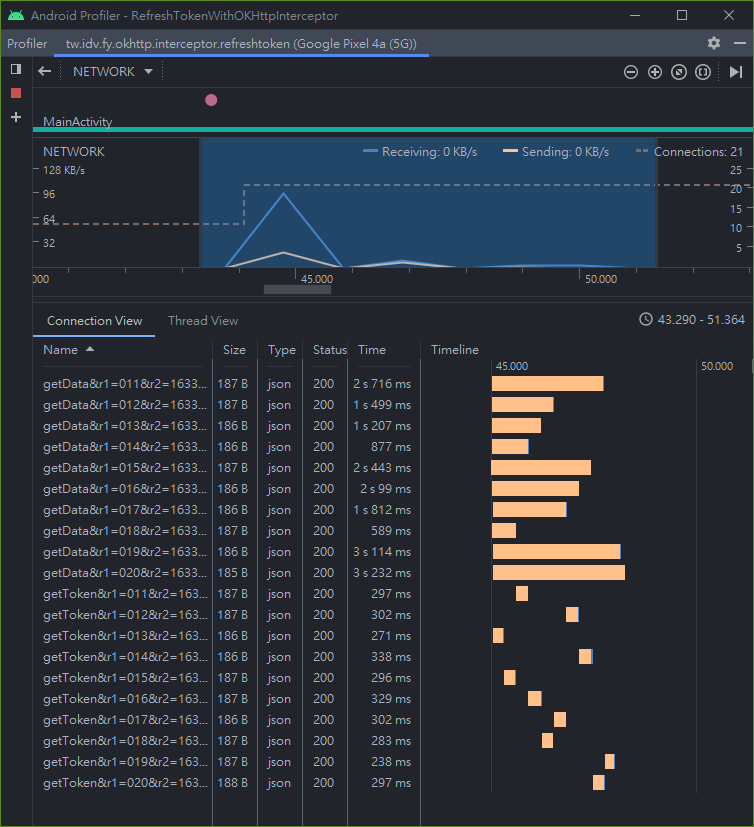 Android Profiler - RefreshTokenWithOKHttpInterceptor
Profiler tw.idv.fy.okhttp.interceptor.refreshtoken (Google Pixel 4a (5G))
NETWORK
MainActivity
NETWORK Receiving: 0 KB/s Sending: 0 KB/s Connections: 21
128 KB/s 25
96 20
64 15
32 10
5
000 45.000 50.000
Connection View Thread View 43.290 - 51.364
Name Size Type Status Time Timeline
45.000 50.000
getData&r1=011&r2=1633... 187 B json 200 2 s 716 ms
getData&r1=012&r2=1633... 187 B json 200 1 s 499 ms
getData&r1=013&r2=1633... 186 B json 200 1 s 207 ms
getData&r1=014&r2=1633... 186 B json 200 877 ms
getData&r1=015&r2=1633... 187 B json 200 2 s 443 ms
getData&r1=016&r2=1633... 186 B json 200 2 s 99 ms
getData&r1=017&r2=1633... 186 B json 200 1 s 812 ms
getData&r1=018&r2=1633... 187 B json 200 589 ms
getData&r1=019&r2=1633... 186 B json 200 3 s 114 ms
getData&r1=020&r2=1633... 185 B json 200 3 s 232 ms
getToken&r1=011&r2=163... 187 B json 200 297 ms
getToken&r1=012&r2=163... 187 B json 200 302 ms
getToken&r1=013&r2=163... 186 B json 200 271 ms
getToken&r1=014&r2=163... 186 B json 200 338 ms
getToken&r1=015&r2=163... 187 B json 200 296 ms
getToken&r1=016&r2=163... 187 B json 200 329 ms
getToken&r1=017&r2=163... 186 B json 200 302 ms
getToken&r1=018&r2=163... 187 B json 200 283 ms
getToken&r1=019&r2=163... 187 B json 200 238 ms
getToken&r1=020&r2=163... 188 B json 200 297 ms